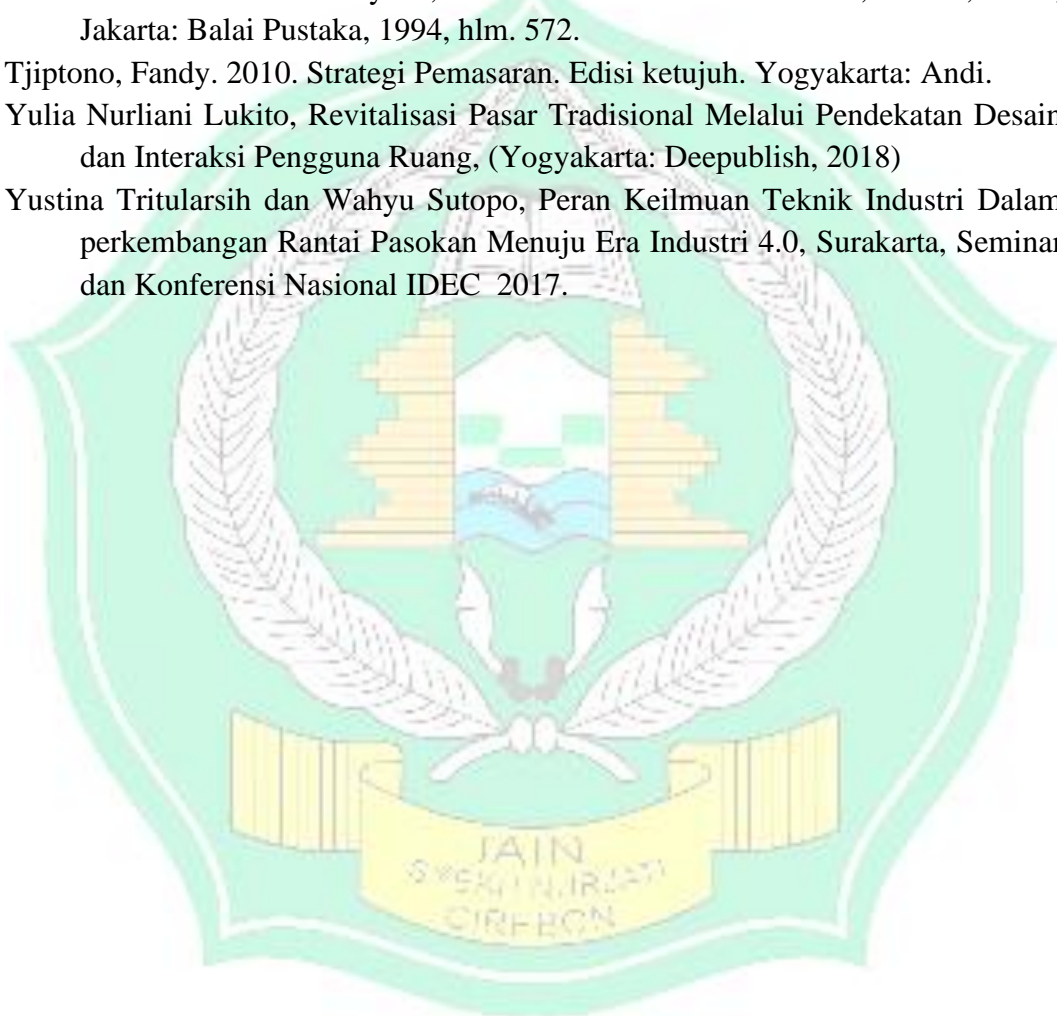 Jakarta: Balai Pustaka, 1994, hlm. 572.
Tjiptono, Fandy. 2010. Strategi Pemasaran. Edisi ketujuh. Yogyakarta: Andi.
Yulia Nurliani Lukito, Revitalisasi Pasar Tradisional Melalui Pendekatan Desain
dan Interaksi Pengguna Ruang, (Yogyakarta: Deepublish, 2018)
Yustina Tritularsih dan Wahyu Sutopo, Peran Keilmuan Teknik Industri Dalam
perkembangan Rantai Pasokan Menuju Era Industri 4.0, Surakarta, Seminar
dan Konferensi Nasional IDEC 2017.
IAIN
SYEKH NURJATI
CIREBON